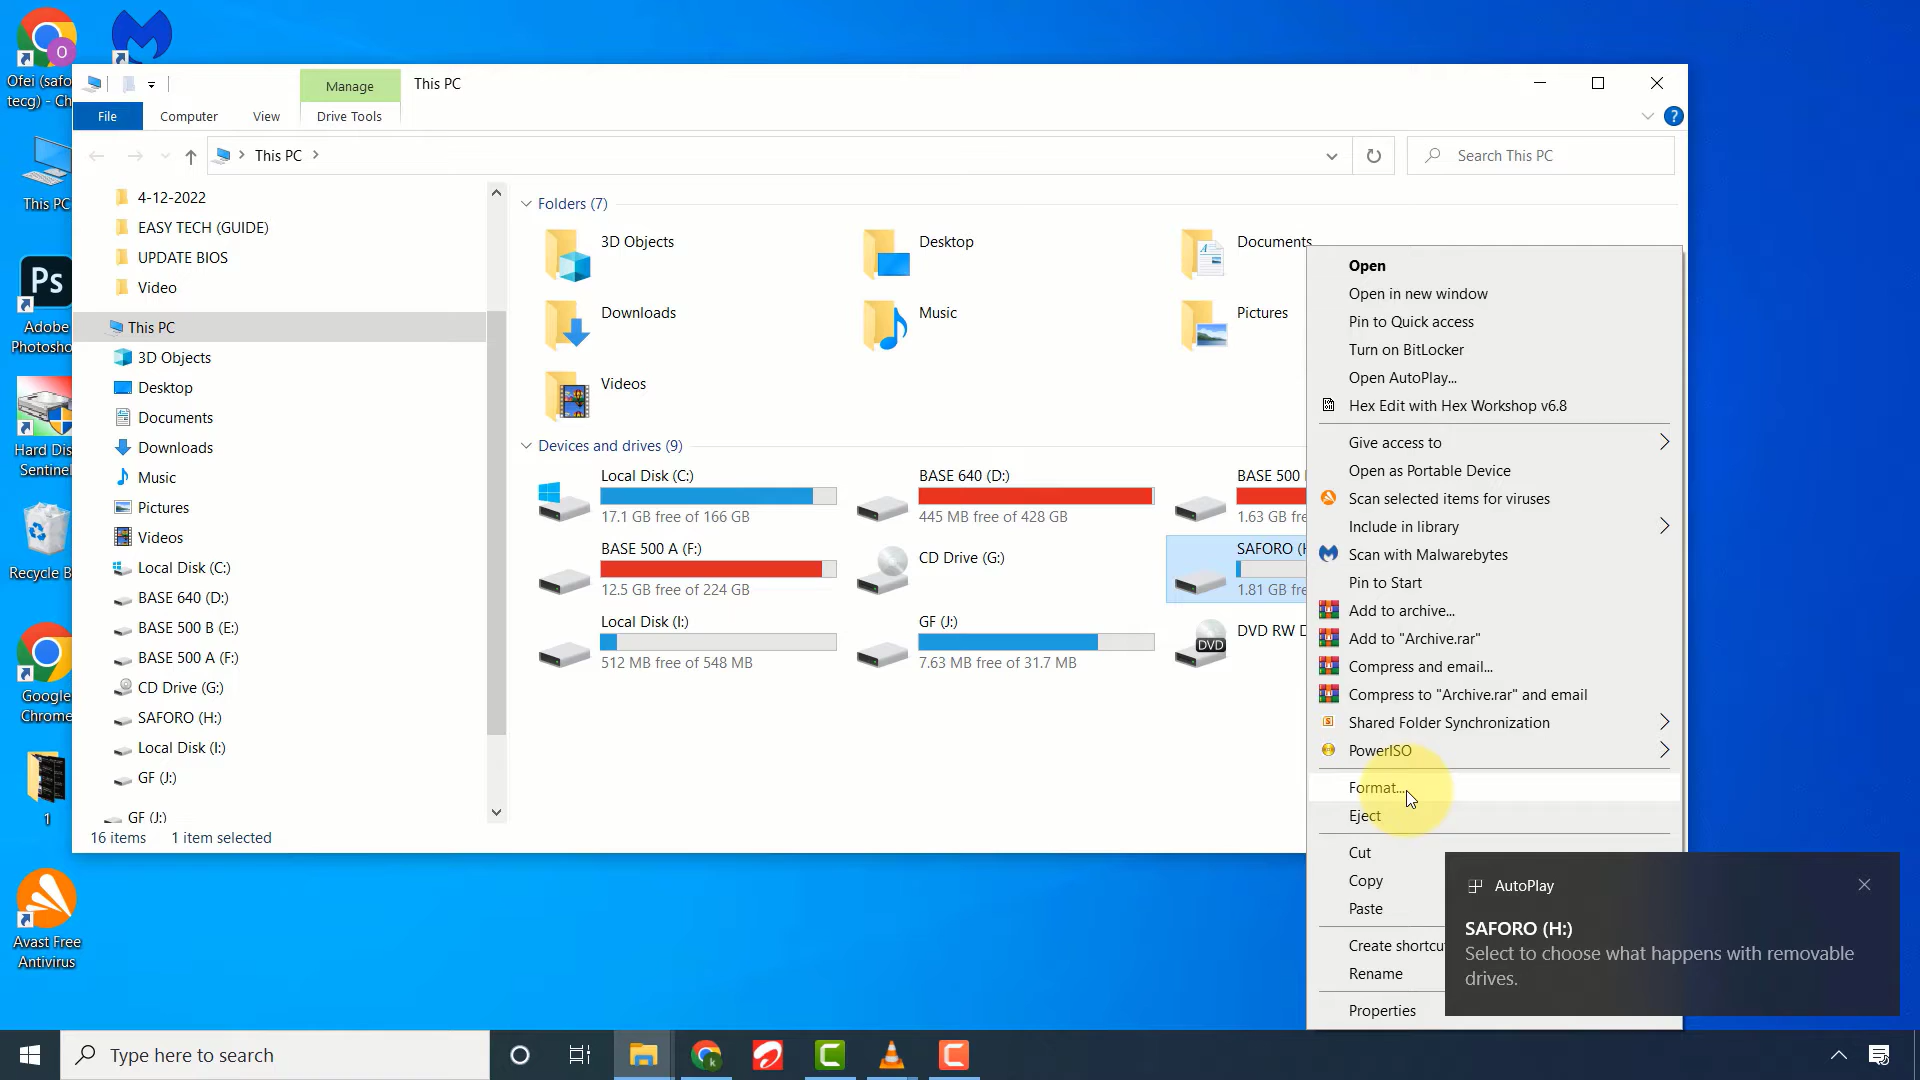 Ofei (safo
tecg) - Ch
This PC
Ps
Adobe
Photosho
Hard Dis
Sentinel
Recycle B
Google
Chrome
1
Avast Free
Antivirus
Manage
This PC
File
Computer
View
Drive Tools
?
This PC
Search This PC
4-12-2022
EASY TECH (GUIDE)
UPDATE BIOS
Video
This PC
3D Objects
Desktop
Documents
Downloads
Music
Pictures
Videos
Local Disk (C:)
BASE 640 (D:)
BASE 500 B (E:)
BASE 500 A (F:)
CD Drive (G:)
SAFORO (H:)
Local Disk (I:)
GF (J:)
GF (J:)
16 items 1 item selected
Folders (7)
3D Objects
Desktop
Documents
Downloads
Music
Pictures
Videos
Devices and drives (9)
Local Disk (C:)
17.1 GB free of 166 GB
BASE 640 (D:)
445 MB free of 428 GB
BASE 500
1.63 GB fre
BASE 500 A (F:)
12.5 GB free of 224 GB
CD Drive (G:)
SAFORO (H
1.81 GB fre
Local Disk (I:)
512 MB free of 548 MB
GF (J:)
7.63 MB free of 31.7 MB
DVD
DVD RW D
Open
Open in new window
Pin to Quick access
Turn on BitLocker
Open AutoPlay...
Hex Edit with Hex Workshop v6.8
Give access to
Open as Portable Device
Scan selected items for viruses
Include in library
Scan with Malwarebytes
Pin to Start
Add to archive...
Add to "Archive.rar"
Compress and email...
Compress to "Archive.rar" and email
Shared Folder Synchronization
PowerISO
Format...
Eject
Cut
Copy
Paste
Create shortcu
Rename
Properties
AutoPlay
SAFORO (H:)
Select to choose what happens with removable
drives.
Type here to search